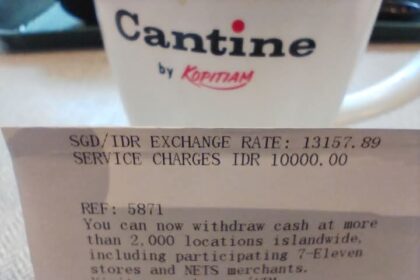 Cantine
by KOPITIAM
SGD/IDR EXCHANGE RATE: 13157.89
SERVICE CHARGES IDR 10000.00
REF: 5871
You can now withdraw cash at more
than 2,000 locations islandwide,
including participating 7-Eleven
stores and NETS merchants.